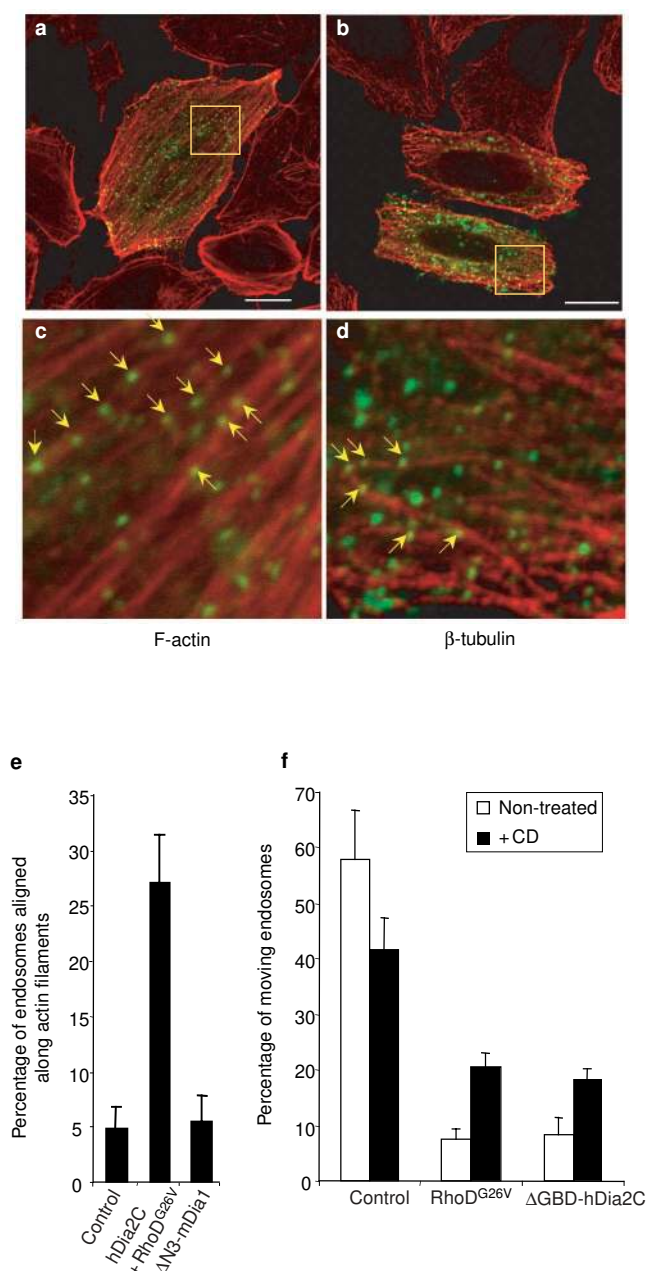 a
b
c
d
F-actin
β-tubulin
e
Percentage of endosomes aligned
along actin filaments
35
30
25
20
15
10
5
0
Control
hDia2C
+ RhoD^G26V
ΔN3-mDia1
f
Percentage of moving endosomes
70
60
50
40
30
20
10
0
Non-treated
+ CD
Control
RhoD^G26V
ΔGBD-hDia2C